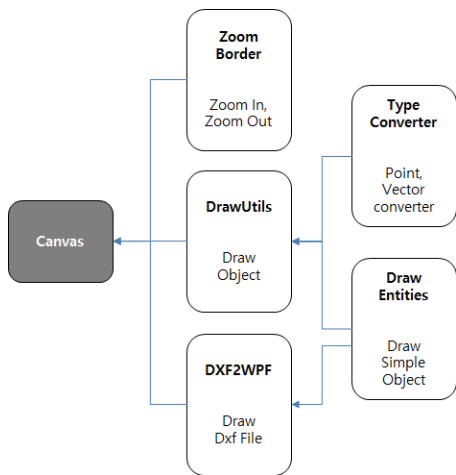 Zoom
Border
Zoom In,
Zoom Out
Type
Converter
Point,
Vector
converter
DrawUtils
Draw
Object
Canvas
Draw
Entities
Draw
Simple
Object
DXF2WPF
Draw
Dxf File